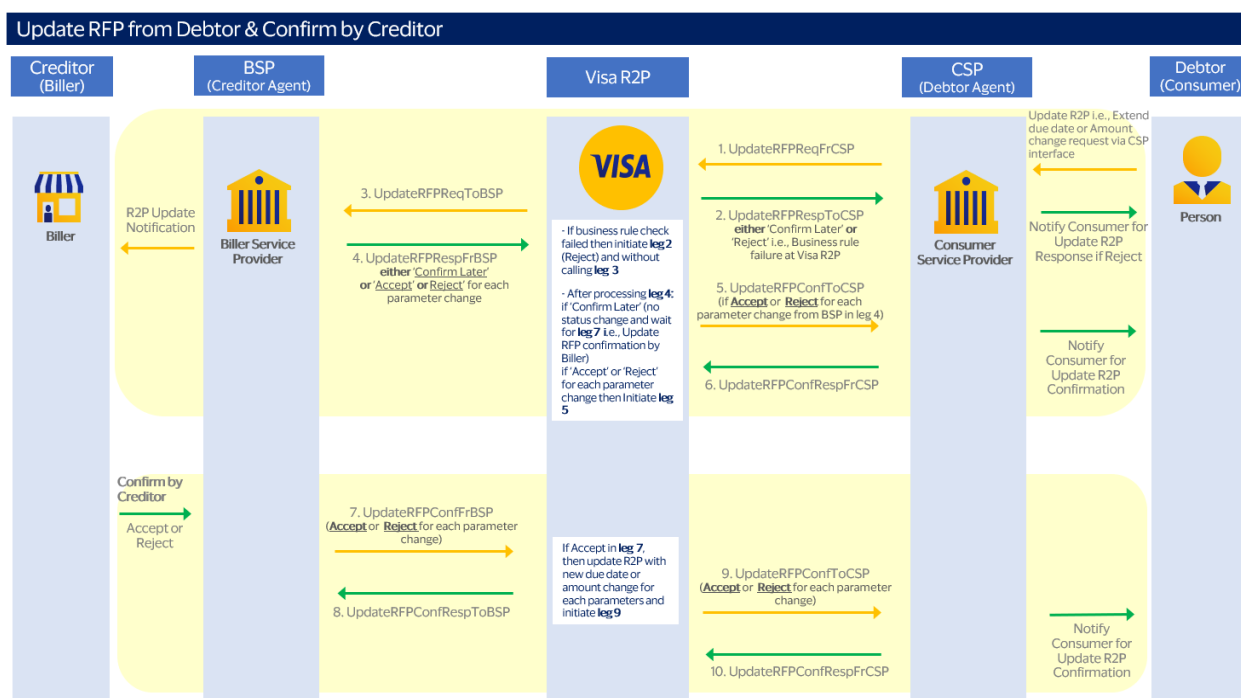 Update RFP from Debtor & Confirm by Creditor
Creditor
(Biller)
BSP
(Creditor Agent)
Visa R2P
CSP
(Debtor Agent)
Debtor
(Consumer)
Biller
R2P Update
Notification
Biller Service
Provider
3. UpdateRFPReqToBSP
4. UpdateRFPRespFrBSP
either 'Confirm Later'
or 'Accept' or Reject' for each
parameter change
VISA
- If business rule check
failed then initiate leg 2
(Reject) and without
calling leg 3
- After processing leg 4:
if 'Confirm Later' (no
status change and wait
for leg 7 i.e., Update
RFP confirmation by
Biller)
if 'Accept' or 'Reject'
for each parameter
change then Initiate leg
5
1. UpdateRFPReqFrCSP
2. UpdateRFPRespToCSP
either 'Confirm Later' or
'Reject' i.e., Business rule
failure at Visa R2P
5. UpdateRFPConfToCSP
(if Accept or Reject for each
parameter change from BSP in leg 4)
6. UpdateRFPConfRespFrCSP
Consumer
Service Provider
Update R2P i.e., Extend
due date or Amount
change request via CSP
interface
Notify Consumer for
Update R2P
Response if Reject
Notify
Consumer for
Update R2P
Confirmation
Person
Confirm by
Creditor
Accept or
Reject
7. UpdateRFPConfFrBSP
(Accept or Reject for each parameter
change)
8. UpdateRFPConfRespToBSP
If Accept in leg 7,
then update R2P with
new due date or
amount change for
each parameters and
initiate leg 9
9. UpdateRFPConfToCSP
(Accept or Reject for each parameter
change)
10. UpdateRFPConfRespFrCSP
Notify
Consumer for
Update R2P
Confirmation